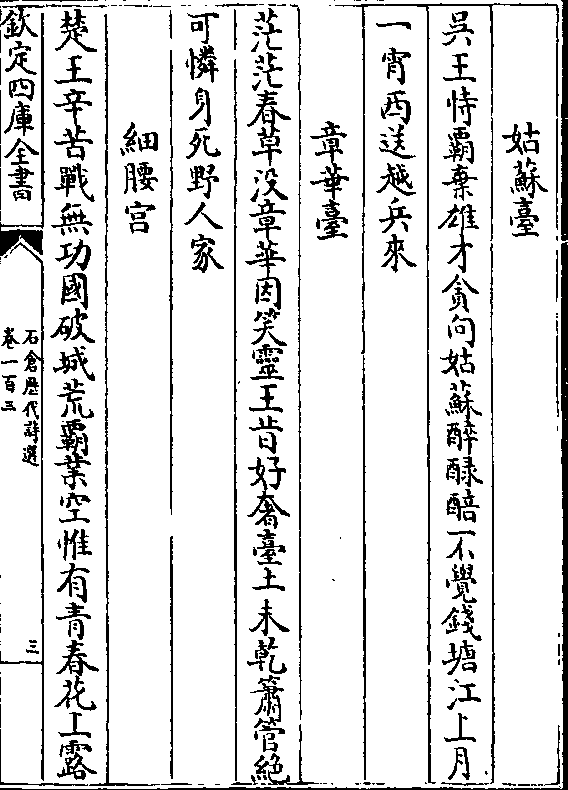 姑蘇臺
吳王恃霸棄雄才貪向姑蘇醉醁醅不覺錢塘江上月
一宵西送越兵來
章華臺
茫茫春草没章華因笑靈王昔好奢臺土未乾簫管絶
可憐身死野人家
細腰宮
楚王辛苦戰無功國破城荒霸業空惟有青春花上露
欽定四庫全書
石倉歷代詩選
卷一百三
三